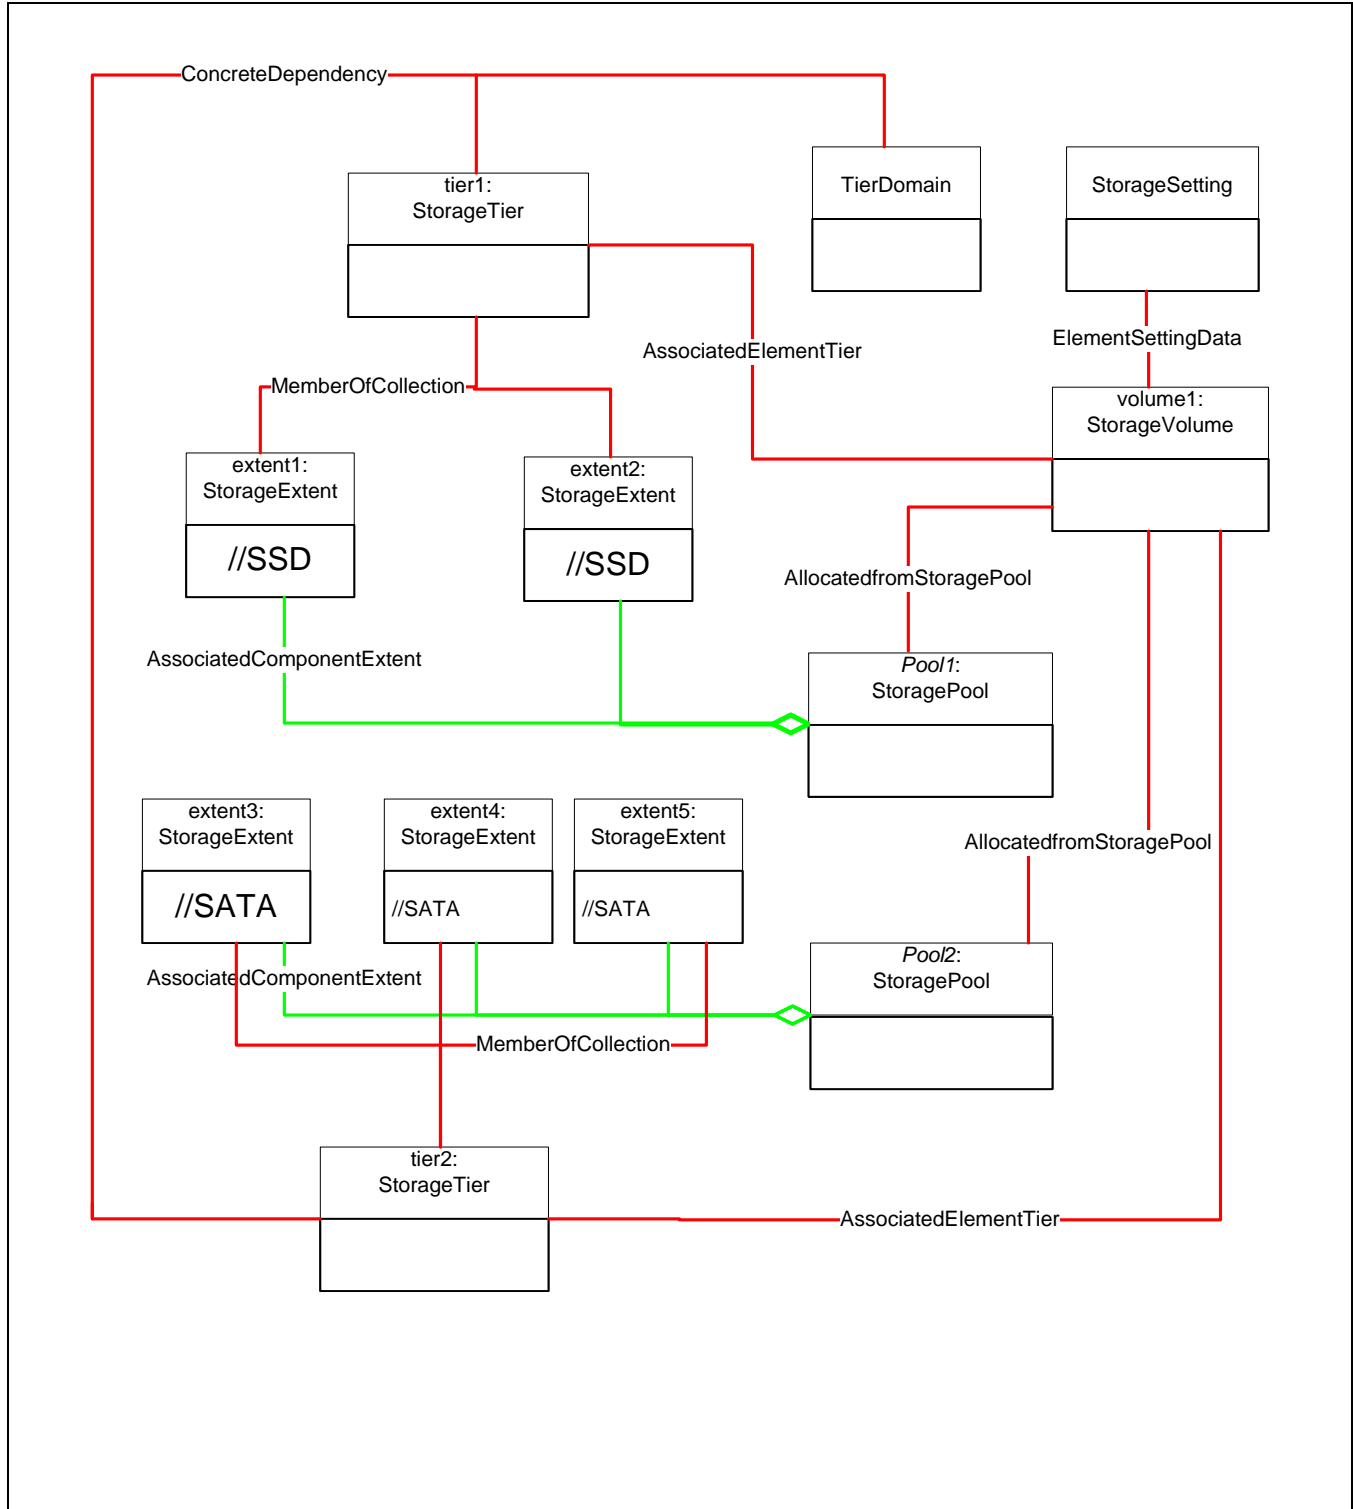 ConcreteDependency
tier1:
StorageTier
TierDomain
StorageSetting
AssociatedElementTier
ElementSettingData
MemberOfCollection
volume1:
StorageVolume
extent1:
StorageExtent
//SSD
extent2:
StorageExtent
//SSD
AllocatedfromStoragePool
AssociatedComponentExtent
Pool1:
StoragePool
extent3:
StorageExtent
//SATA
extent4:
StorageExtent
//SATA
extent5:
StorageExtent
//SATA
AllocatedfromStoragePool
AssociatedComponentExtent
Pool2:
StoragePool
MemberOfCollection
tier2:
StorageTier
AssociatedElementTier